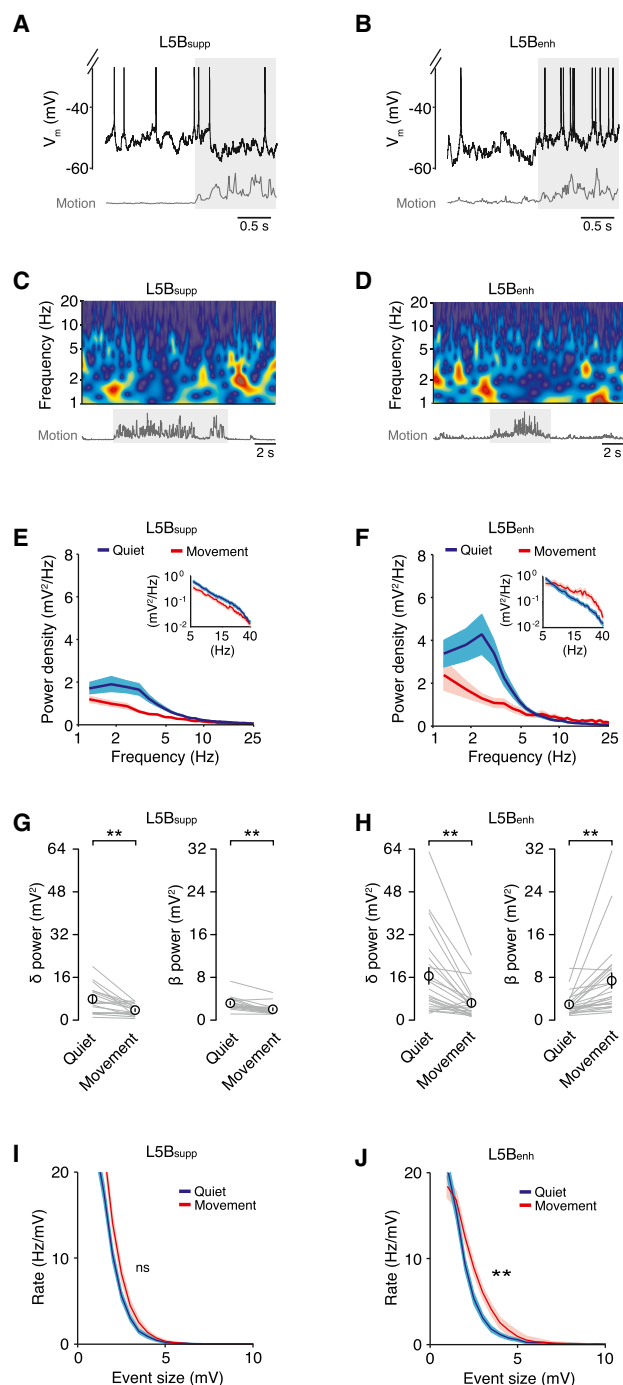 A
L5Bsupp
-40
-60
Vm (mV)
Motion
0.5 s
B
L5Benh
-40
-60
Vm (mV)
Motion
0.5 s
C
L5Bsupp
20
10
5
2
1
Frequency (Hz)
Motion
2 s
D
L5Benh
20
10
5
2
1
Frequency (Hz)
Motion
2 s
E
L5Bsupp
Quiet
Movement
8
6
4
2
0
Power density (mV²/Hz)
10⁰
10⁻¹
10⁻²
(mV²/Hz)
5 15 40
(Hz)
1 2 5 10 25
Frequency (Hz)
F
L5Benh
Quiet
Movement
8
6
4
2
0
Power density (mV²/Hz)
10⁰
10⁻¹
10⁻²
(mV²/Hz)
5 15 40
(Hz)
1 2 5 10 25
Frequency (Hz)
G
L5Bsupp
**
64
48
32
16
0
δ power (mV²)
Quiet
Movement
**
32
24
16
8
0
β power (mV²)
Quiet
Movement
H
L5Benh
**
64
48
32
16
0
δ power (mV²)
Quiet
Movement
**
32
24
16
8
0
β power (mV²)
Quiet
Movement
I
L5Bsupp
20
10
0
Rate (Hz/mV)
Quiet
Movement
ns
0 5 10
Event size (mV)
J
L5Benh
20
10
0
Rate (Hz/mV)
Quiet
Movement
**
0 5 10
Event size (mV)